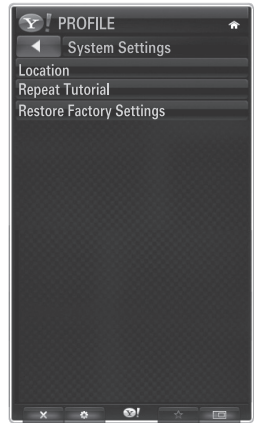 Y! PROFILE
System Settings
Location
Repeat Tutorial
Restore Factory Settings
Y!